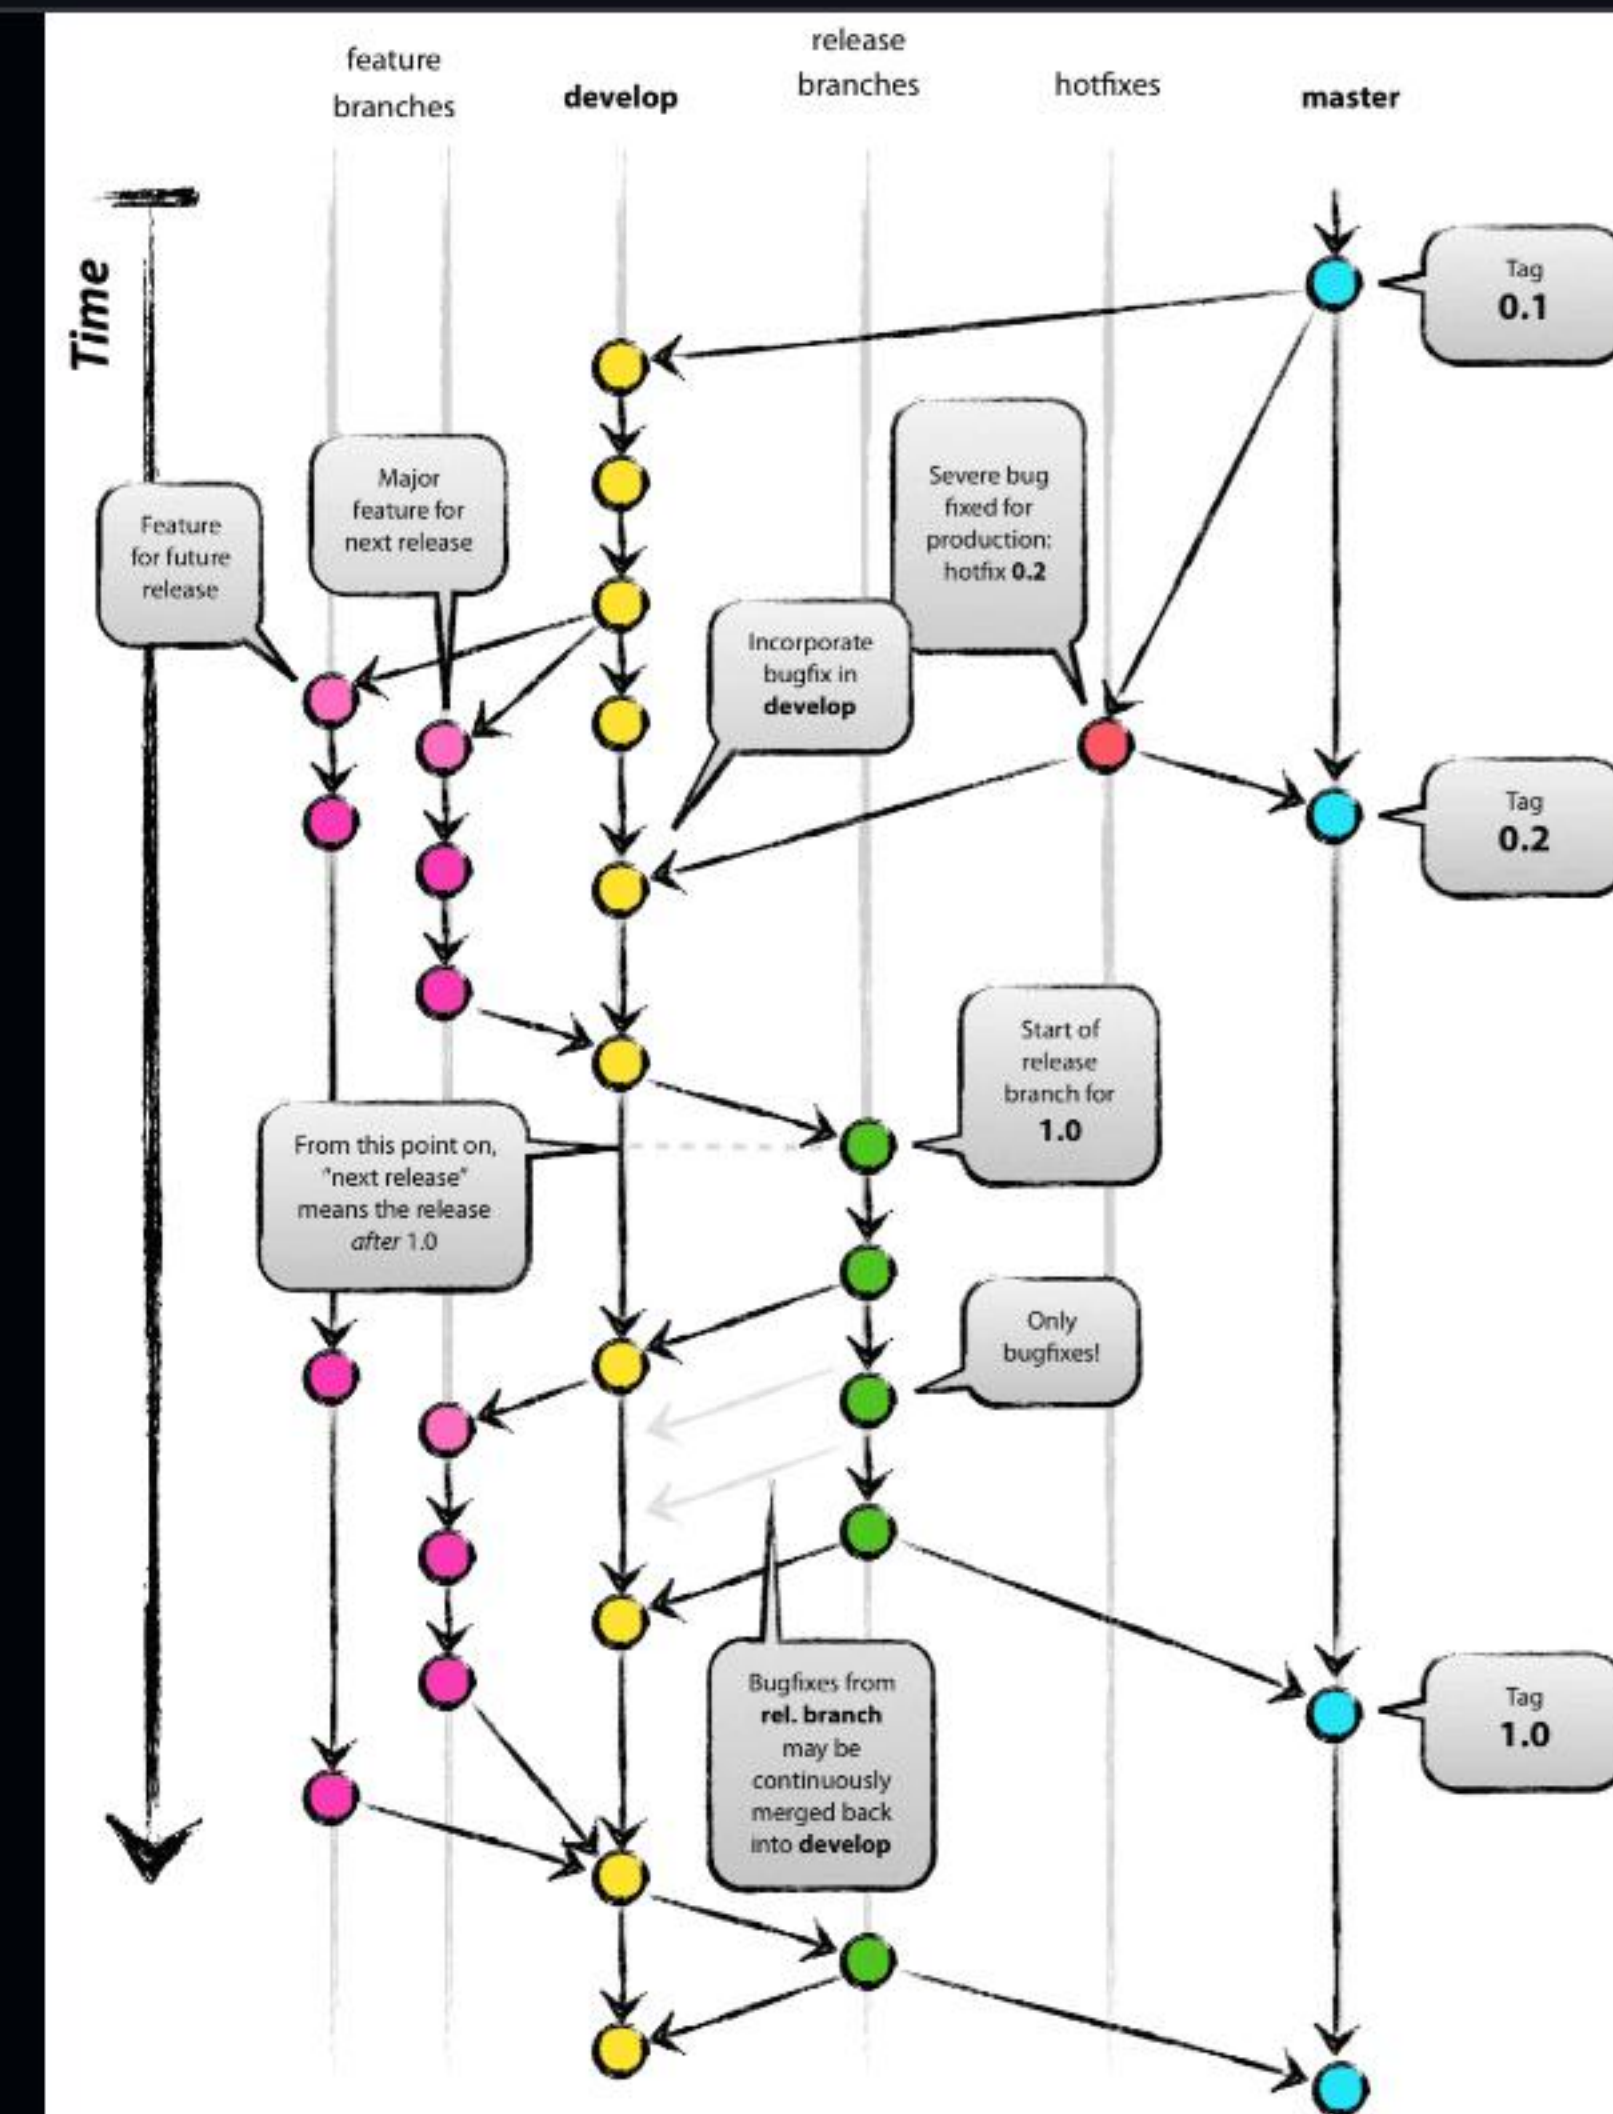 feature
branches
develop
release
branches
hotfixes
master
Time
Tag
0.1
Major
feature for
next release
Feature
for future
release
Severe bug
fixed for
production:
hotfix 0.2
Incorporate
bugfix in
develop
Tag
0.2
Start of
release
branch for
1.0
From this point on,
"next release"
means the release
after 1.0
Only
bugfixes!
Bugfixes from
rel. branch
may be
continuously
merged back
into develop
Tag
1.0